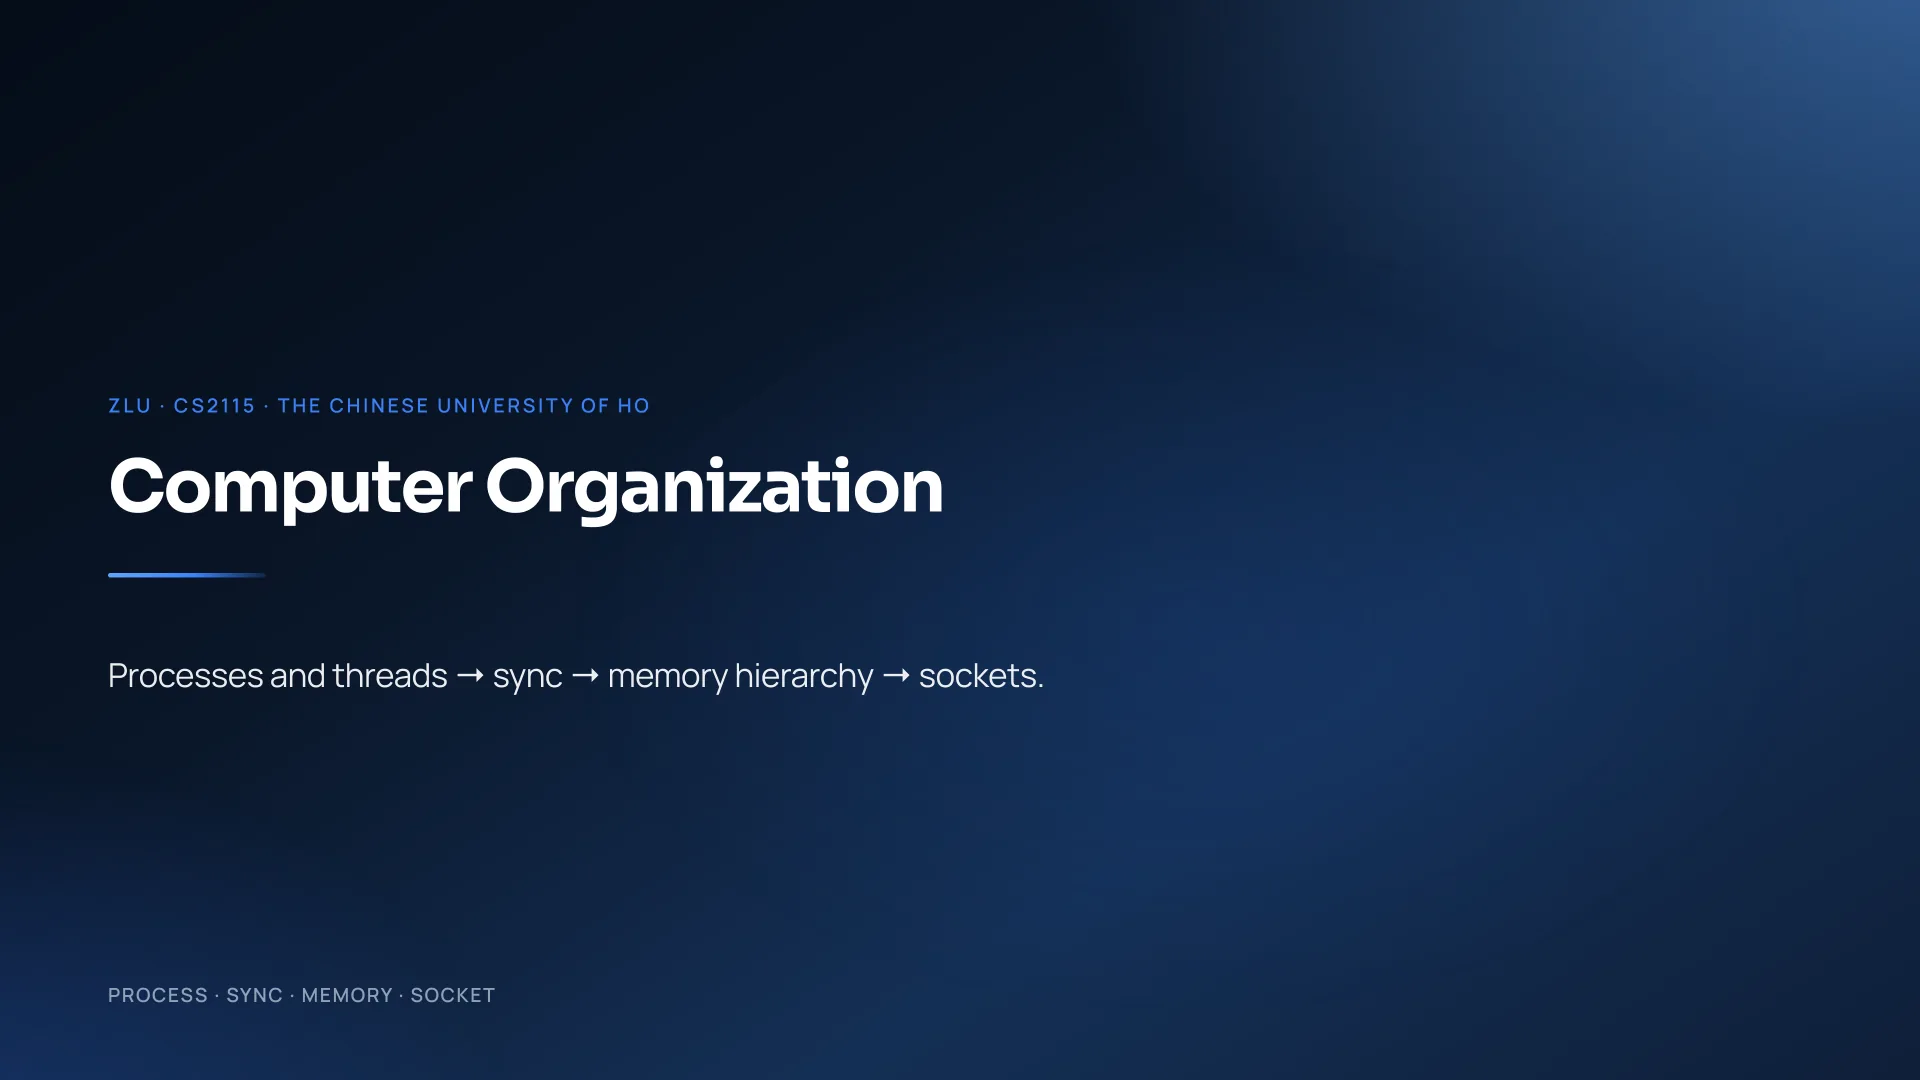 ZLU · CS2115 · THE CHINESE UNIVERSITY OF HO
Computer Organization
Processes and threads → sync → memory hierarchy → sockets.
PROCESS · SYNC · MEMORY · SOCKET